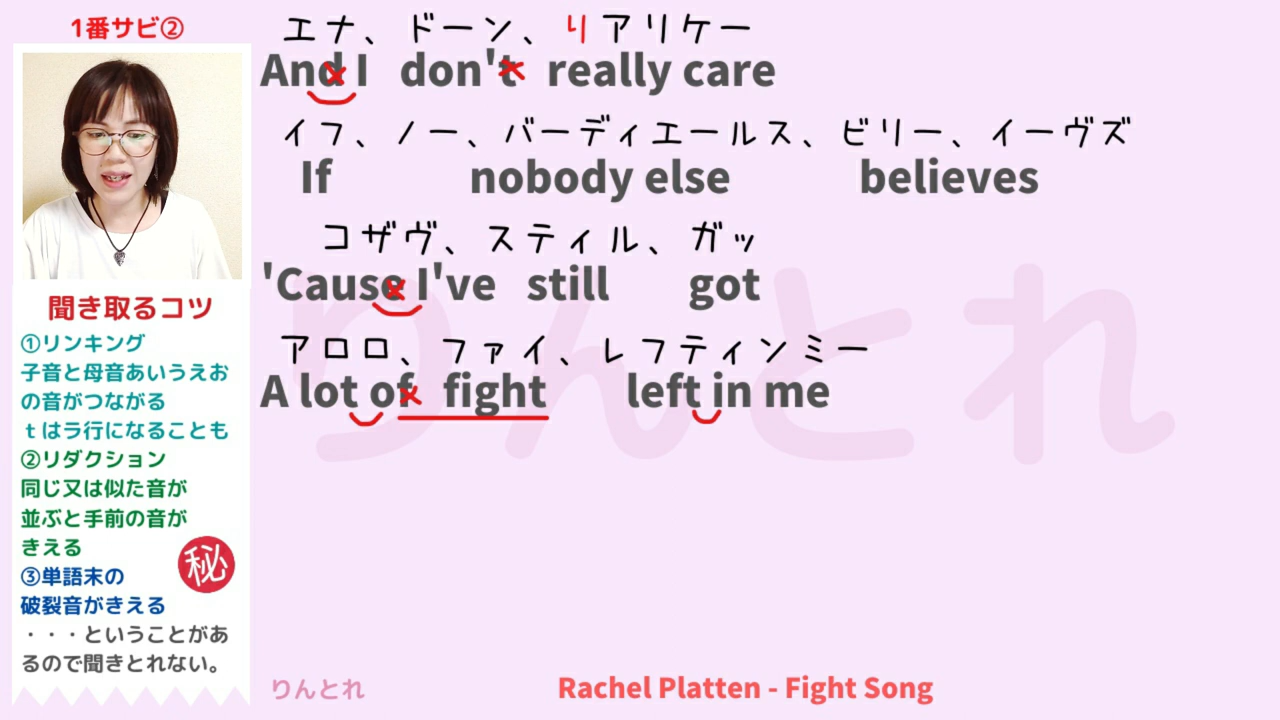 1番サビ②
聞き取るコツ
①リンキング
子音と母音あいうえお
の音がつながる
tはラ行になることも
②リダクション
同じ又は似た音が
並ぶと手前の音が
きえる
㊙
③単語末の
破裂音がきえる
・・・ということがあ
るので聞きとれない。
エナ、ドーン、りアリケー
And I don't really care
イフ、ノー、バーディエールス、ビリー、イーヴズ
If nobody else believes
コザヴ、スティル、ガッ
'Cause I've still got
アロロ、ファイ、レフティンミー
A lot of fight left in me
りんとれ
りんとれ
Rachel Platten - Fight Song